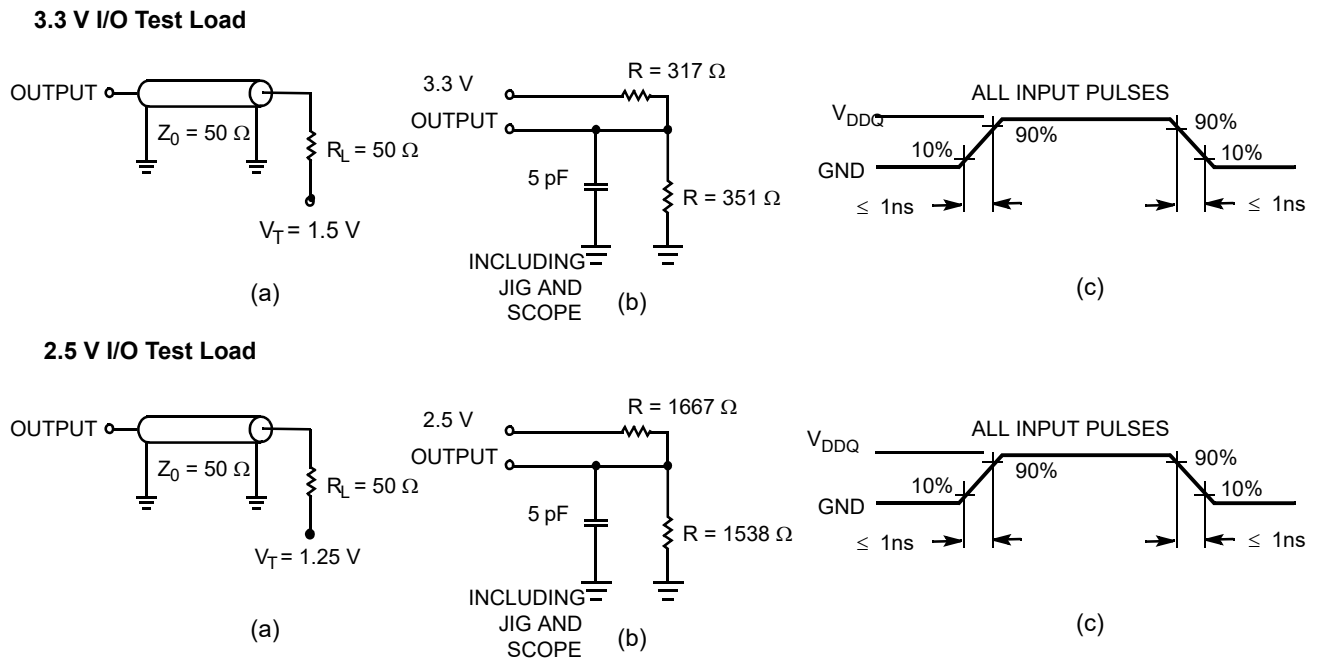 3.3 V I/O Test Load
OUTPUT
Z0 = 50 Ω
RL = 50 Ω
VT = 1.5 V
(a)
3.3 V
OUTPUT
R = 317 Ω
5 pF
R = 351 Ω
INCLUDING
JIG AND
SCOPE
(b)
ALL INPUT PULSES
VDDQ
GND
10%
90%
90%
10%
≤ 1ns
≤ 1ns
(c)
2.5 V I/O Test Load
OUTPUT
Z0 = 50 Ω
RL = 50 Ω
VT = 1.25 V
(a)
2.5 V
OUTPUT
R = 1667 Ω
5 pF
R = 1538 Ω
INCLUDING
JIG AND
SCOPE
(b)
ALL INPUT PULSES
VDDQ
GND
10%
90%
90%
10%
≤ 1ns
≤ 1ns
(c)